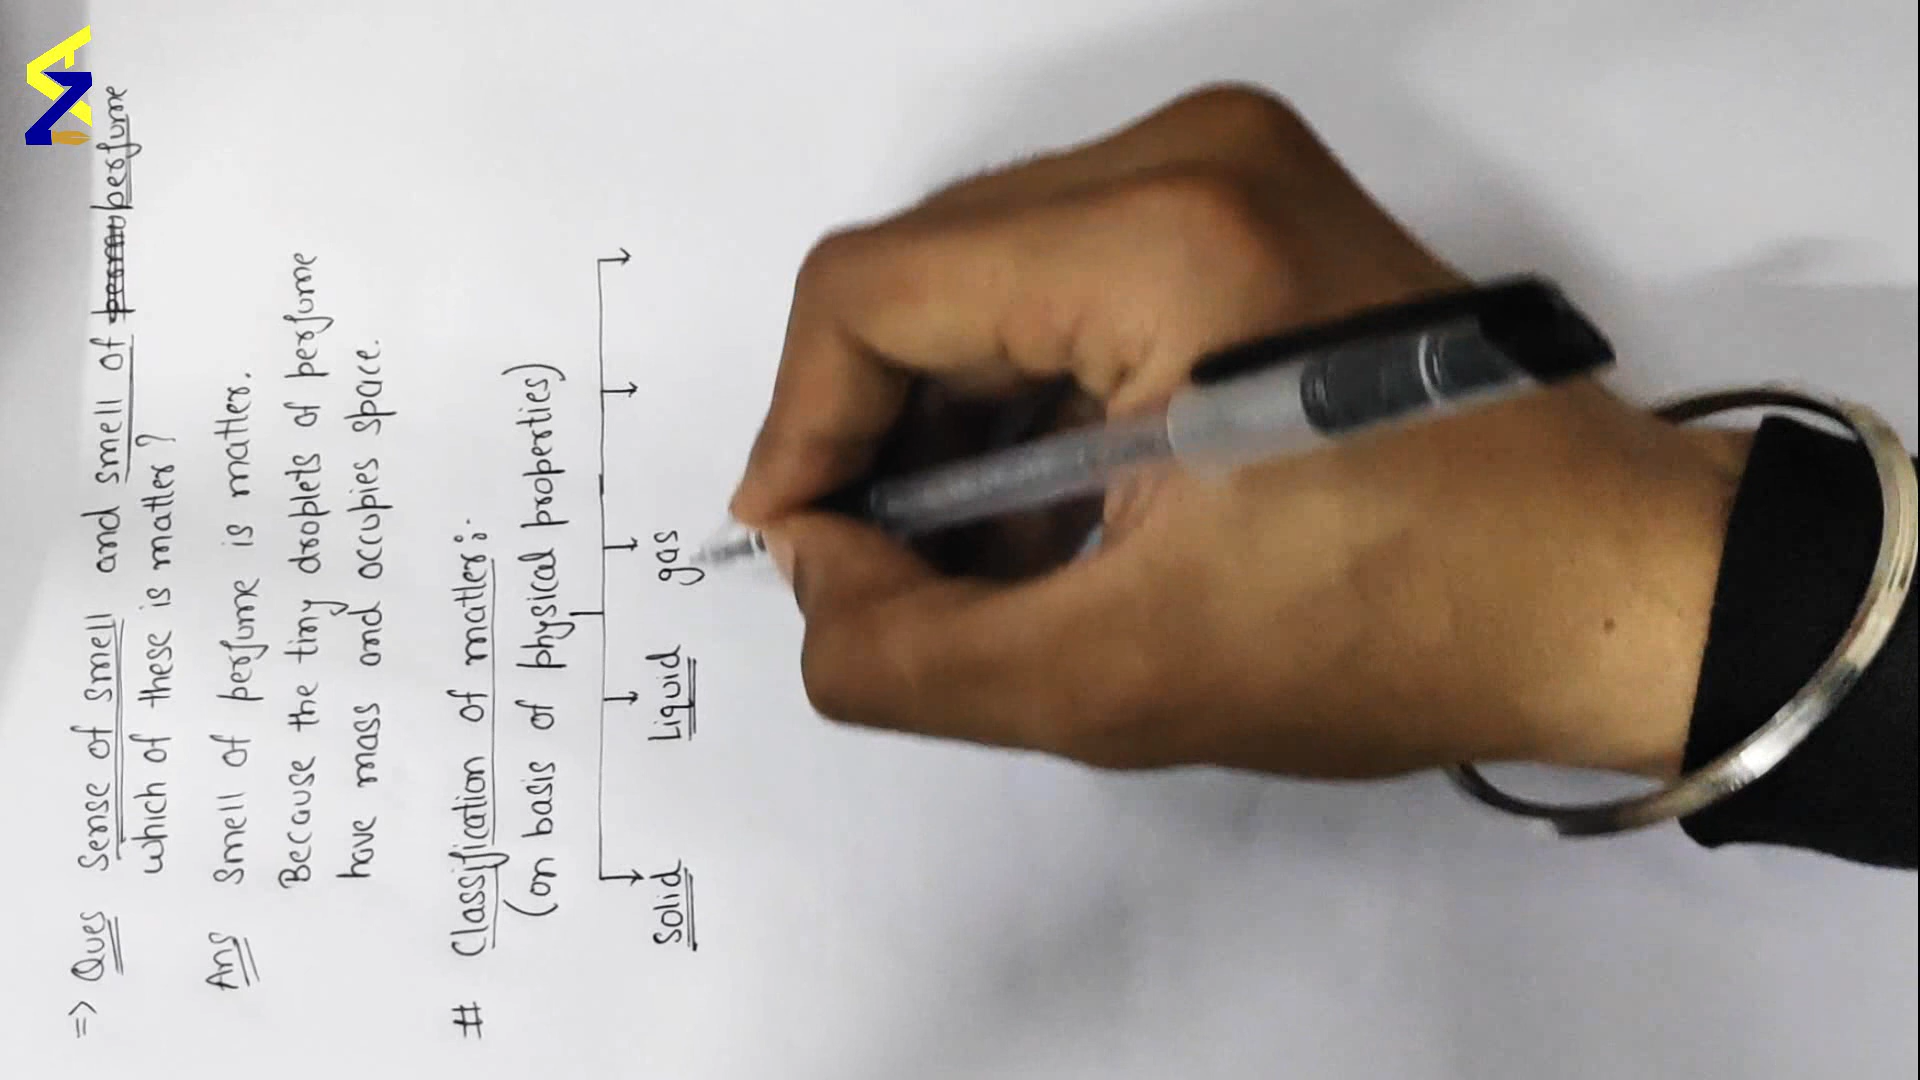 => Ques Sense of smell and smell of perfume
which of these is matter?
Ans Smell of perfume is matter.
Because the tiny droplets of perfume
have mass and occupies space.
# Classification of matter:
(on basis of physical properties)
Solid Liquid gas